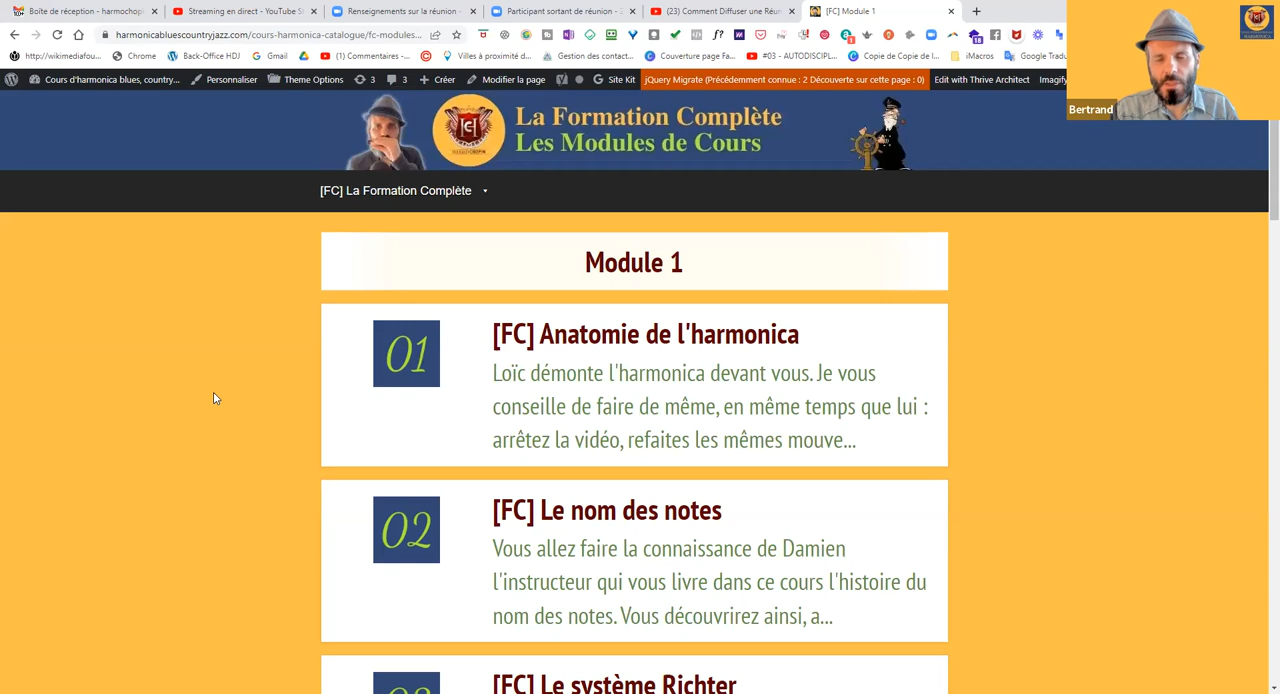 Boîte de réception - harmochop
Streaming en direct - YouTube S
Renseignements sur la réunion -
Participant sortant de réunion - Z
(23) Comment Diffuser une Réun
[FC] Module 1
harmonicabluescountryjazz.com/cours-harmonica-catalogue/fc-modules...
http://wikimediafou...
Chrome
Back-Office HDJ
Gmail
(1) Commentaires -...
Villes à proximité d...
Gestion des contact...
Couverture page Fa...
#03 - AUTODISCIPL...
Copie de Copie de l...
iMacros
Google Tradu
Cours d'harmonica blues, country...
Personnaliser
Theme Options
3
3
Créer
Modifier la page
Site Kit
jQuery Migrate (Précédemment connue : 2 Découverte sur cette page : 0)
Edit with Thrive Architect
Imagify
Bertrand
La Formation Complète
Les Modules de Cours
[FC] La Formation Complète
Module 1
01
[FC] Anatomie de l'harmonica
Loïc démonte l'harmonica devant vous. Je vous
conseille de faire de même, en même temps que lui :
arrêtez la vidéo, refaites les mêmes mouve...
02
[FC] Le nom des notes
Vous allez faire la connaissance de Damien
l'instructeur qui vous livre dans ce cours l'histoire du
nom des notes. Vous découvrirez ainsi, a...
03
[FC] Le système Richter